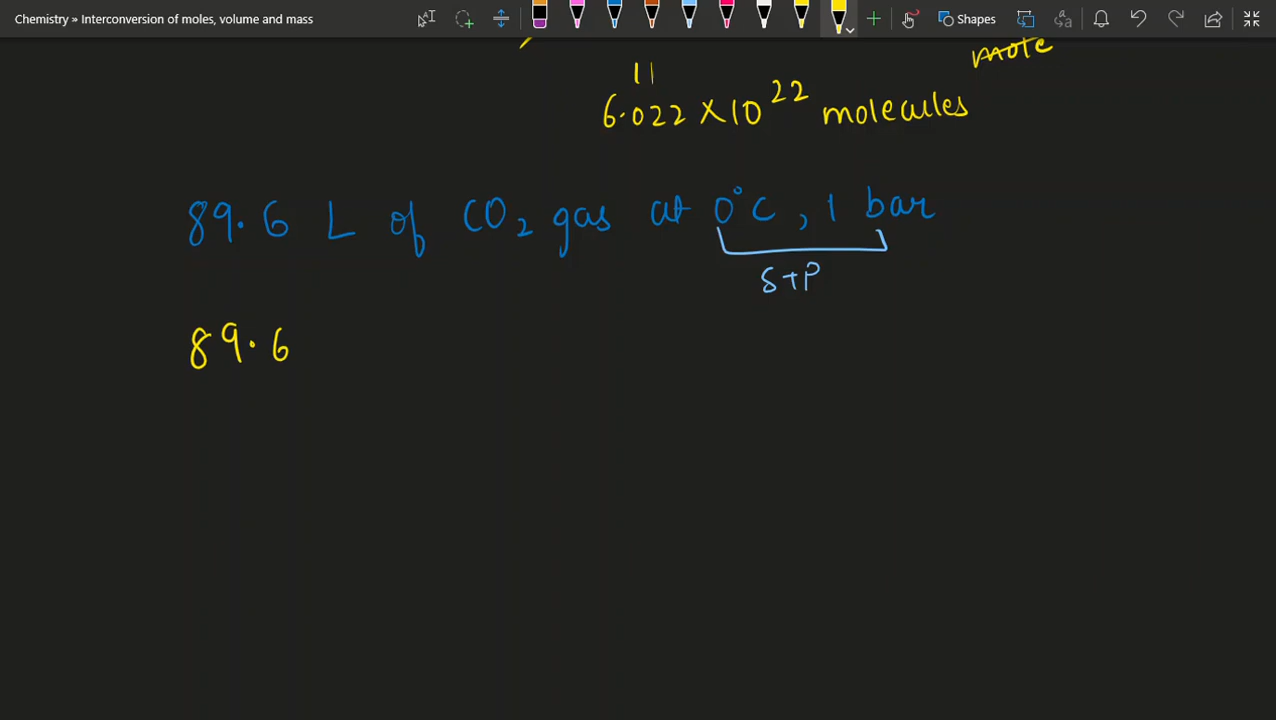 Chemistry » Interconversion of moles, volume and mass
Shapes
mole
11
6.022 × 10²² molecules
89.6 L of CO₂ gas at 0°C, 1 bar
STP
89.6